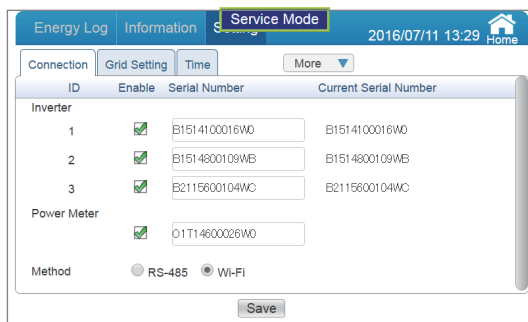 Service Mode
Energy Log Information Setting 2016/07/11 13:29 Home
Connection Grid Setting Time More
ID Enable Serial Number Current Serial Number
Inverter
1 B1514100016W0 B1514100016W0
2 B1514800109WB B1514800109WB
3 B2115600104WC B2115600104WC
Power Meter
O1T14600026W0
Method RS-485 Wi-Fi
Save